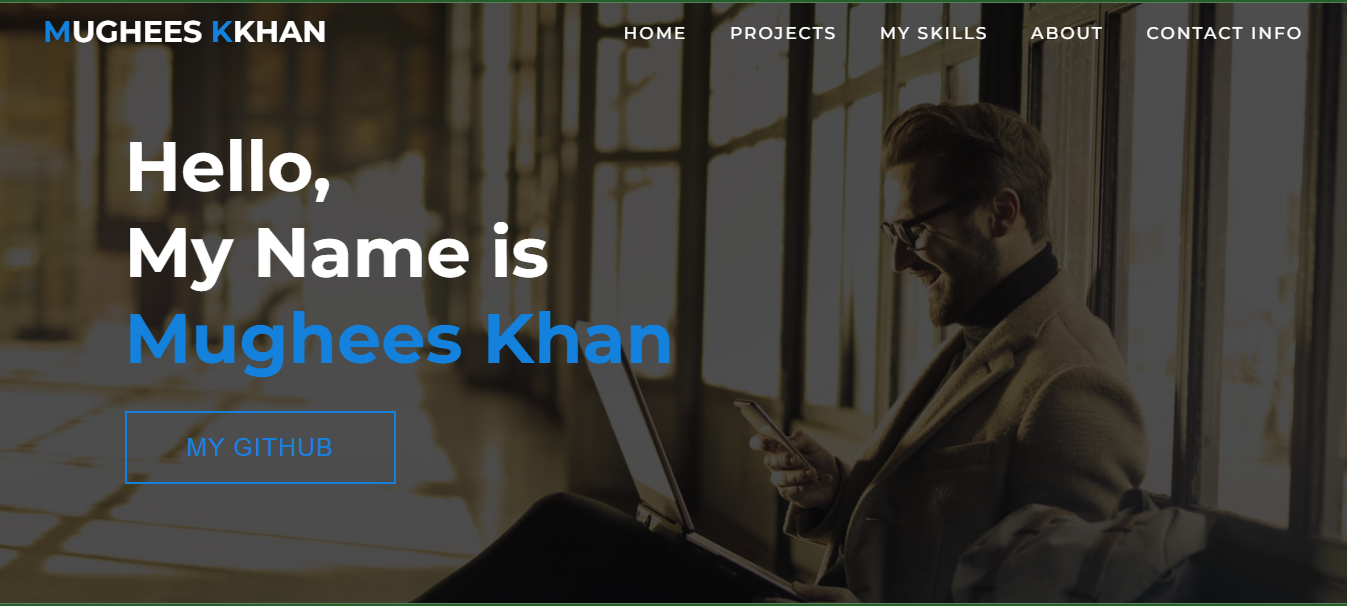 MUGHEES KKHAN
HOME PROJECTS MY SKILLS ABOUT CONTACT INFO
Hello,
My Name is
Mughees Khan
MY GITHUB